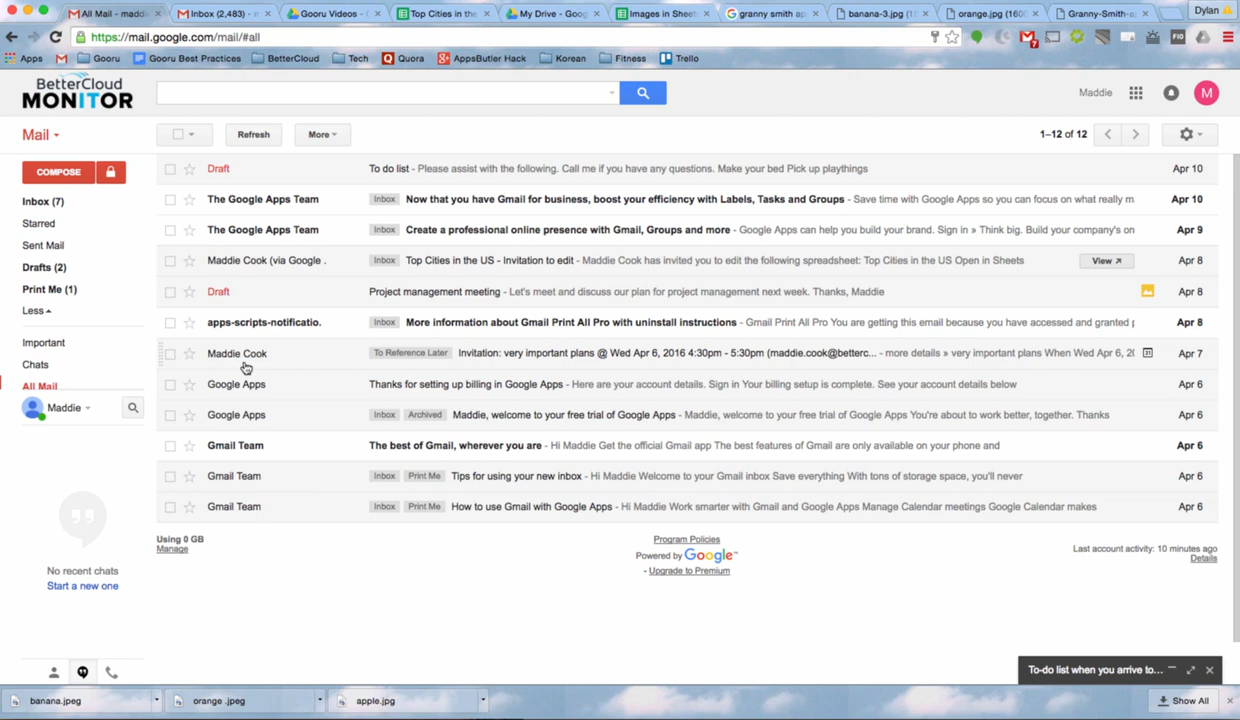 All Mail - maddie Inbox (2,483) - m Gooru Videos - G Top Cities in the My Drive - Goog Images in Sheet granny smith ap banana-3.jpg (1 orange.jpg (160 Granny-Smith-ap Dylan
https://mail.google.com/mail/#all
Apps Gooru Gooru Best Practices BetterCloud Tech Quora AppsButler Hack Korean Fitness Trello
BetterCloud
MONITOR
Maddie M
Mail Refresh More 1–12 of 12
COMPOSE
Inbox (7)
Starred
Sent Mail
Drafts (2)
Print Me (1)
Less
Important
Chats
All Mail
Maddie
No recent chats
Start a new one
Draft To do list - Please assist with the following. Call me if you have any questions. Make your bed Pick up playthings Apr 10
The Google Apps Team Inbox Now that you have Gmail for business, boost your efficiency with Labels, Tasks and Groups - Save time with Google Apps so you can focus on what really m Apr 10
The Google Apps Team Inbox Create a professional online presence with Gmail, Groups and more - Google Apps can help you build your brand. Sign in » Think big. Build your company's on Apr 9
Maddie Cook (via Google . Inbox Top Cities in the US - Invitation to edit - Maddie Cook has invited you to edit the following spreadsheet: Top Cities in the US Open in Sheets View Apr 8
Draft Project management meeting - Let's meet and discuss our plan for project management next week. Thanks, Maddie Apr 8
apps-scripts-notificatio. Inbox More information about Gmail Print All Pro with uninstall instructions - Gmail Print All Pro You are getting this email because you have accessed and granted p Apr 8
Maddie Cook To Reference Later Invitation: very important plans @ Wed Apr 6, 2016 4:30pm - 5:30pm (maddie.cook@betterc... - more details » very important plans When Wed Apr 6, 20 31 Apr 7
Google Apps Thanks for setting up billing in Google Apps - Here are your account details. Sign in Your billing setup is complete. See your account details below Apr 6
Google Apps Inbox Archived Maddie, welcome to your free trial of Google Apps - Maddie, welcome to your free trial of Google Apps You're about to work better, together. Thanks Apr 6
Gmail Team The best of Gmail, wherever you are - Hi Maddie Get the official Gmail app The best features of Gmail are only available on your phone and Apr 6
Gmail Team Inbox Print Me Tips for using your new inbox - Hi Maddie Welcome to your Gmail inbox Save everything With tons of storage space, you'll never Apr 6
Gmail Team Inbox Print Me How to use Gmail with Google Apps - Hi Maddie Work smarter with Gmail and Google Apps Manage Calendar meetings Google Calendar makes Apr 6
Using 0 GB
Manage
Program Policies
Powered by Google™
- Upgrade to Premium
Last account activity: 10 minutes ago
Details
To-do list when you arrive to...
banana.jpeg orange .jpeg apple.jpg Show All